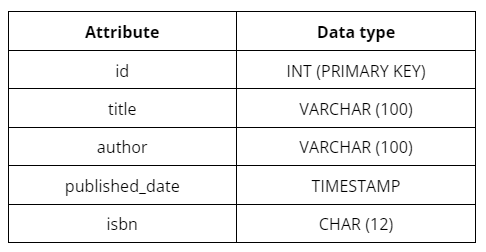 Attribute Data type
id INT (PRIMARY KEY)
title VARCHAR (100)
author VARCHAR (100)
published_date TIMESTAMP
isbn CHAR (12)